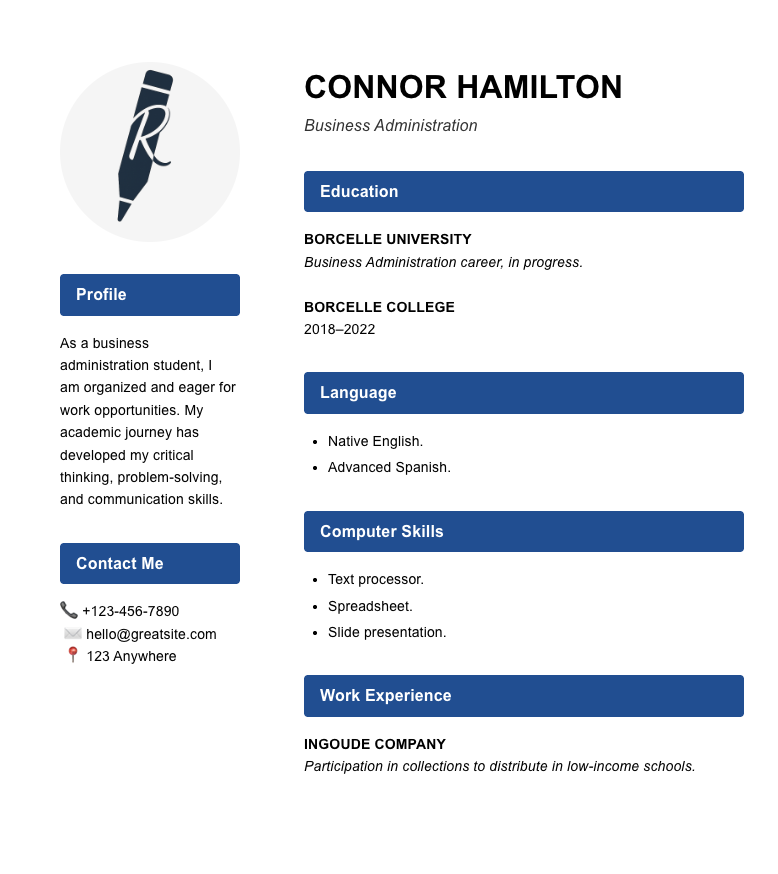 R
Profile
As a business
administration student, I
am organized and eager for
work opportunities. My
academic journey has
developed my critical
thinking, problem-solving,
and communication skills.
Contact Me
+123-456-7890
hello@greatsite.com
123 Anywhere
CONNOR HAMILTON
Business Administration
Education
BORCELLE UNIVERSITY
Business Administration career, in progress.
BORCELLE COLLEGE
2018–2022
Language
• Native English.
• Advanced Spanish.
Computer Skills
• Text processor.
• Spreadsheet.
• Slide presentation.
Work Experience
INGOUDE COMPANY
Participation in collections to distribute in low-income schools.